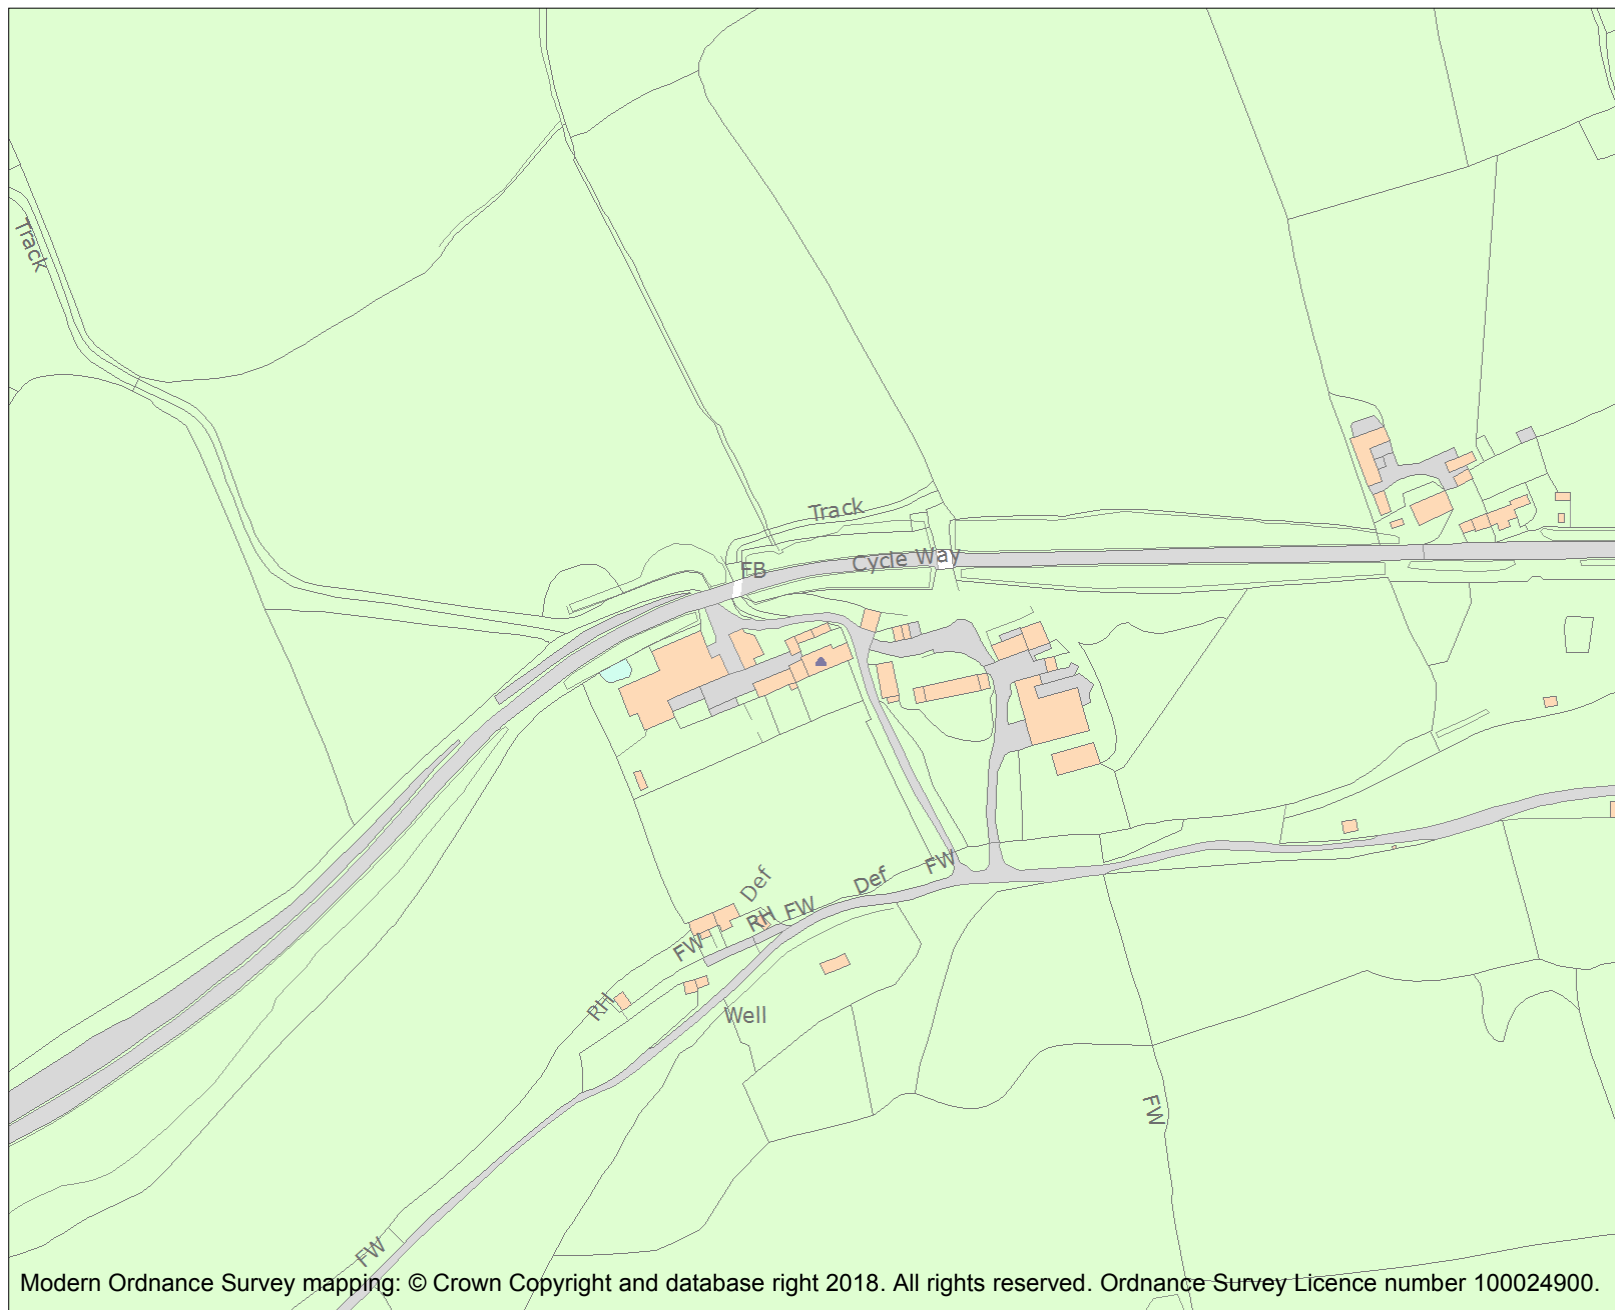 Track
Track
FB
Cycle Way
Def
FW
Def
FW
RH
FW
RH
Well
FW
FW
Modern Ordnance Survey mapping: © Crown Copyright and database right 2018. All rights reserved. Ordnance Survey Licence number 100024900.